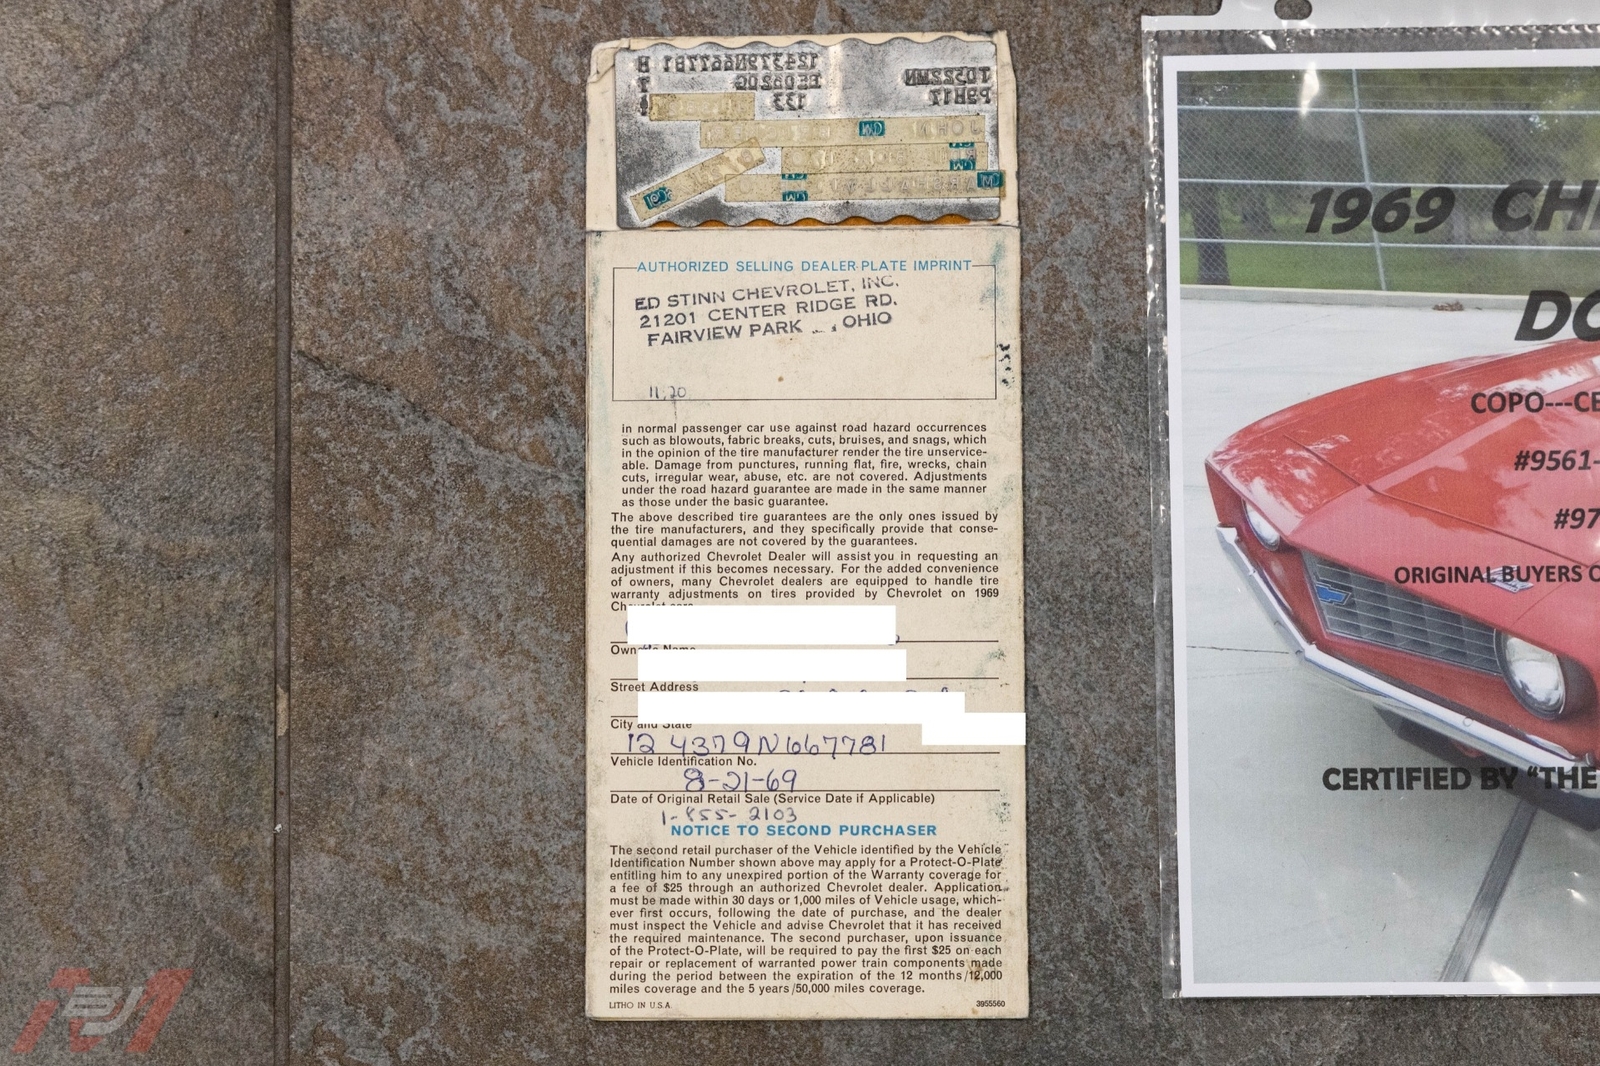 124379N667781 B
AUTHORIZED SELLING DEALER PLATE IMPRINT
ED STINN CHEVROLET, INC.
21201 CENTER RIDGE RD.
FAIRVIEW PARK OHIO
in normal passenger car use against road hazard occurrences
such as blowouts, fabric breaks, cuts, bruises, and snags, which
in the opinion of the tire manufacturer render the tire unservice-
able. Damage from punctures, running flat, fire, wrecks, chain
cuts, irregular wear, abuse, etc. are not covered. Adjustments
under the road hazard guarantee are made in the same manner
as those under the basic guarantee.
The above described tire guarantees are the only ones issued by
the tire manufacturers, and they specifically provide that conse-
quential damages are not covered by the guarantees.
Any authorized Chevrolet Dealer will assist you in requesting an
adjustment if this becomes necessary. For the added convenience
of owners, many Chevrolet dealers are equipped to handle tire
warranty adjustments on tires provided by Chevrolet on 1969
Street Address
City and State
124379N667781
Vehicle Identification No.
8-21-69
Date of Original Retail Sale (Service Date if Applicable)
1-855-2103
NOTICE TO SECOND PURCHASER
The second retail purchaser of the Vehicle identified by the Vehicle
Identification Number shown above may apply for a Protect-O-Plate
entitling him to any unexpired portion of the Warranty coverage for
a fee of $25 through an authorized Chevrolet dealer. Application
must be made within 30 days or 1,000 miles of Vehicle usage, which-
ever first occurs, following the date of purchase, and the dealer
must inspect the Vehicle and advise Chevrolet that it has received
the required maintenance. The second purchaser, upon issuance
of the Protect-O-Plate, will be required to pay the first $25 on each
repair or replacement of warranted power train components made
during the period between the expiration of the 12 months/12,000
miles coverage and the 5 years/50,000 miles coverage.
LITHO IN U.S.A. 3955560
1969 CH
DO
COPO---CE
#9561-
#97
ORIGINAL BUYERS O
CERTIFIED BY "THE